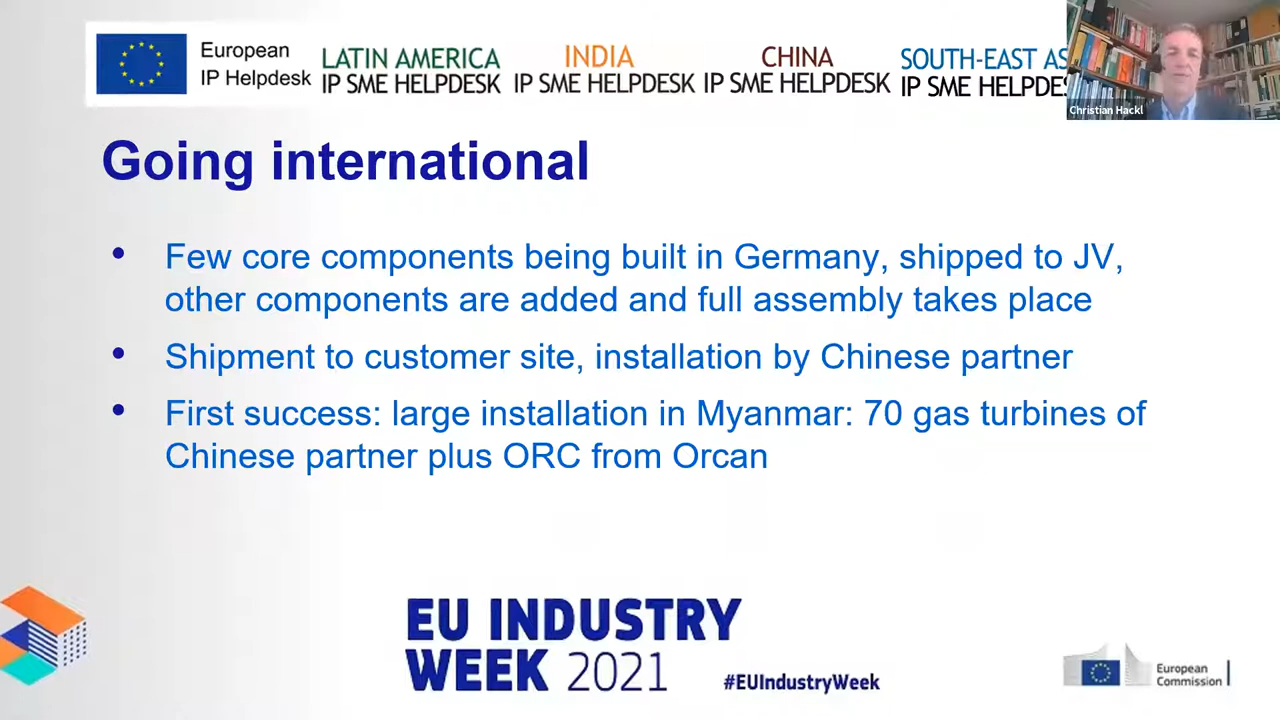 European
IP Helpdesk
LATIN AMERICA
IP SME HELPDESK
INDIA
IP SME HELPDESK
CHINA
IP SME HELPDESK
SOUTH-EAST AS
IP SME HELPDES
Christian Hackl
Going international
• Few core components being built in Germany, shipped to JV,
other components are added and full assembly takes place
• Shipment to customer site, installation by Chinese partner
• First success: large installation in Myanmar: 70 gas turbines of
Chinese partner plus ORC from Orcan
EU INDUSTRY
WEEK 2021
#EUIndustryWeek
European
Commission